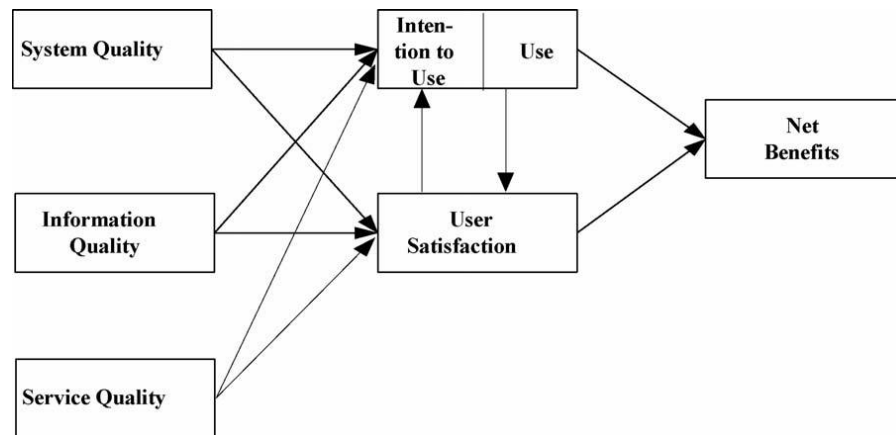 System Quality
Inten-
tion to
Use
Use
Net
Benefits
Information
Quality
User
Satisfaction
Service Quality